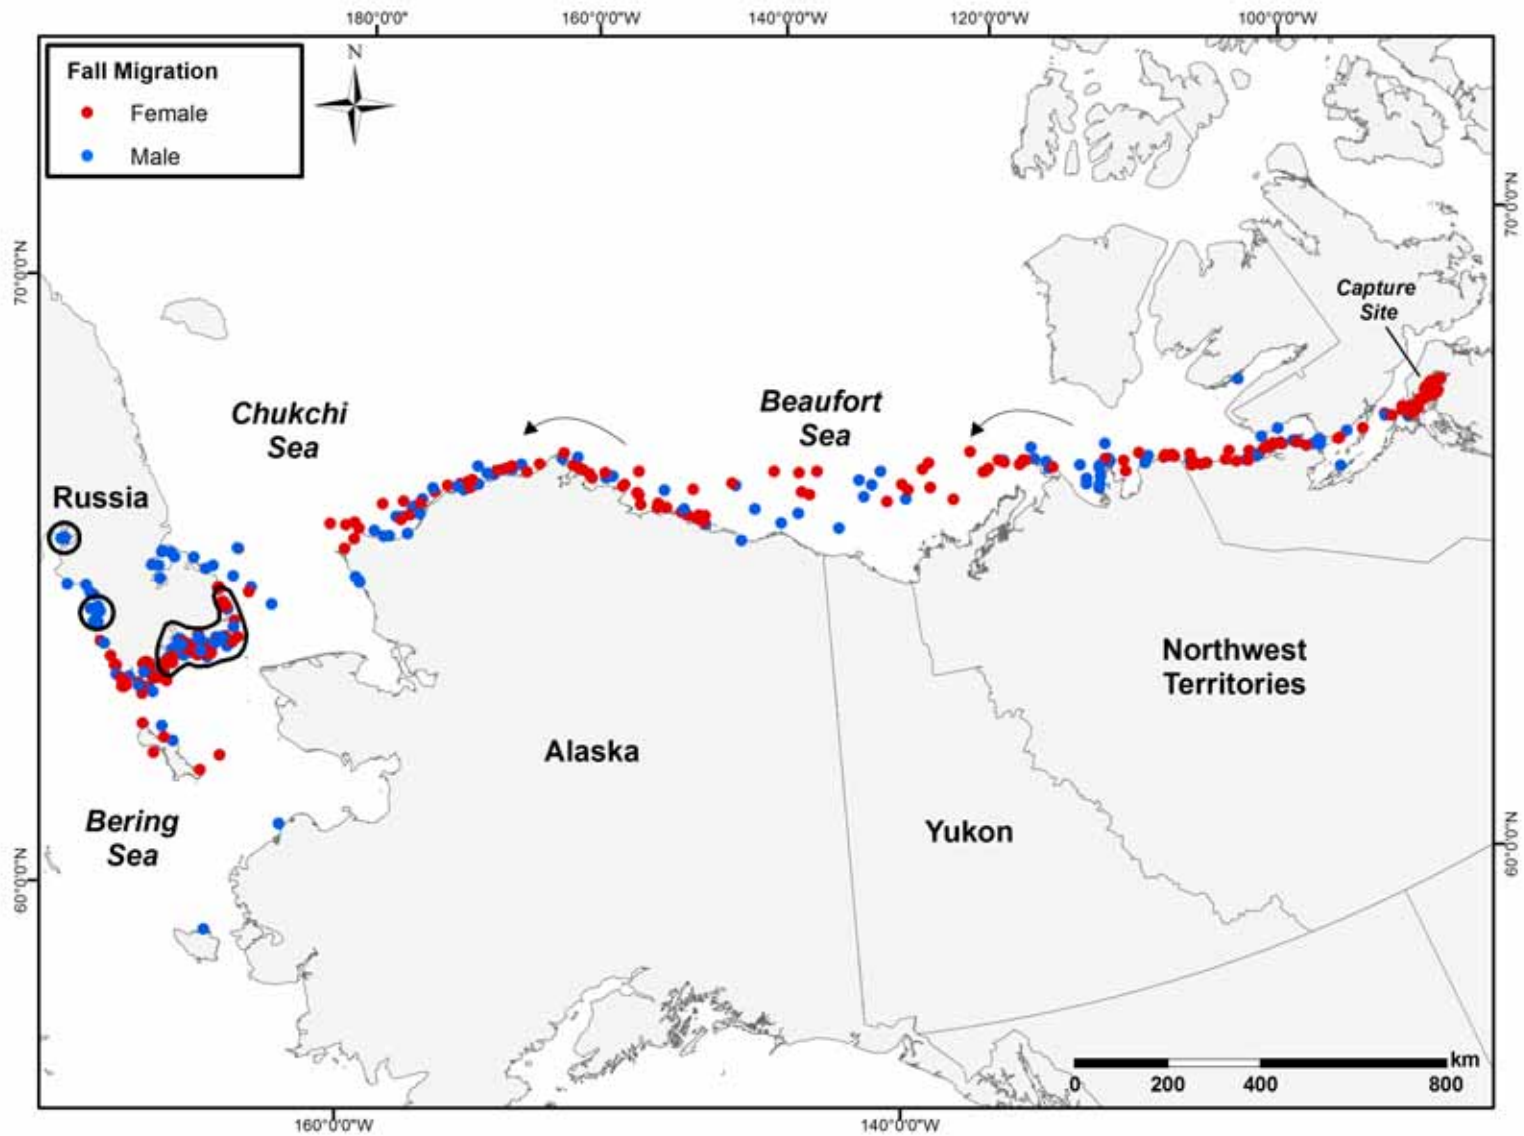 180°0'0"
160°0'0"W
140°0'0"W
120°0'0"W
100°0'0"W
Fall Migration
Female
Male
N
70°0'0"N
70°0'0"N
Capture
Site
Chukchi
Sea
Beaufort
Sea
Russia
Northwest
Territories
Alaska
Yukon
Bering
Sea
60°0'0"N
60°0'0"N
km
0
200
400
800
160°0'0"W
140°0'0"W